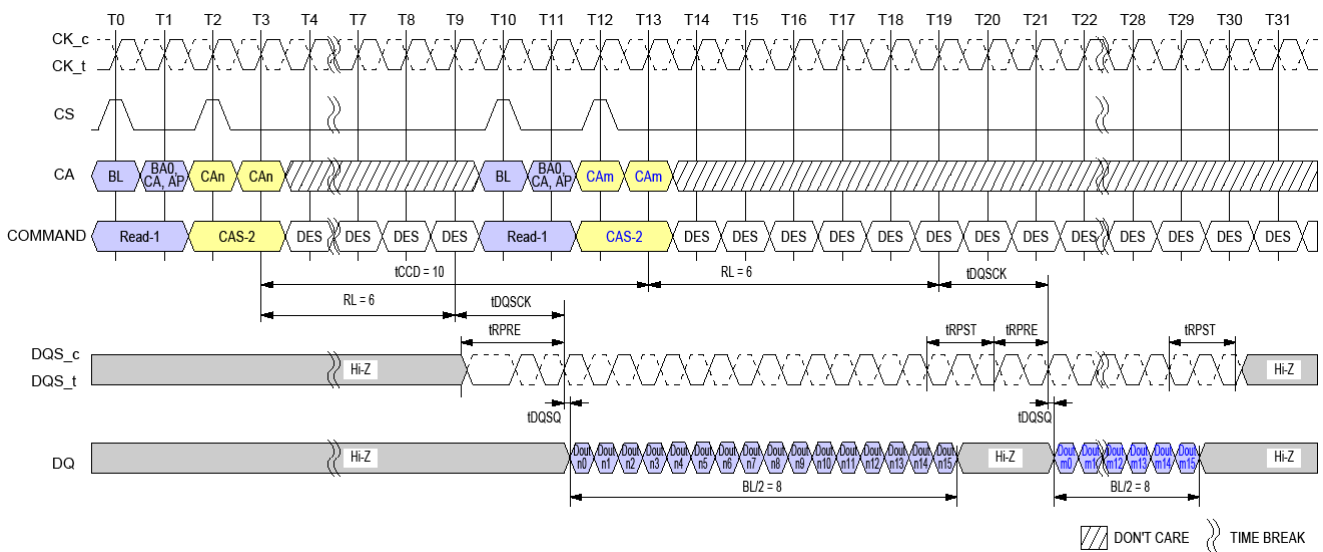 T0 T1 T2 T3 T4 T7 T8 T9 T10 T11 T12 T13 T14 T15 T16 T17 T18 T19 T20 T21 T22 T28 T29 T30 T31
CK_c
CK_t
CS
CA BL BA0, CA, AP CAn CAn BL BA0, CA, AP CAm CAm
COMMAND Read-1 CAS-2 DES DES DES DES Read-1 CAS-2 DES DES DES DES DES DES DES DES DES DES DES DES DES
tCCD = 10 RL = 6 tDQSCK
RL = 6 tDQSCK
tRPRE tRPST tRPRE tRPST
DQS_c
DQS_t
Hi-Z Hi-Z
tDQSQ tDQSQ
DQ Hi-Z Dout n0 Dout n1 Dout n2 Dout n3 Dout n4 Dout n5 Dout n6 Dout n7 Dout n8 Dout n9 Dout n10 Dout n11 Dout n12 Dout n13 Dout n14 Dout n15 Hi-Z Dout m0 Dout m1 Dout m12 Dout m13 Dout m14 Dout m15 Hi-Z
BL/2 = 8 BL/2 = 8
DON'T CARE TIME BREAK